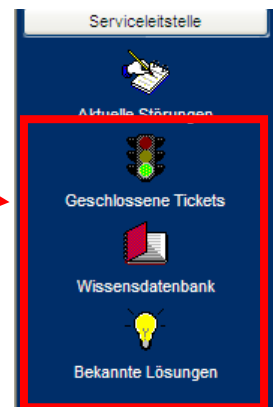 Serviceleitstelle
Aktuelle Störungen
Geschlossene Tickets
Wissensdatenbank
Bekannte Lösungen